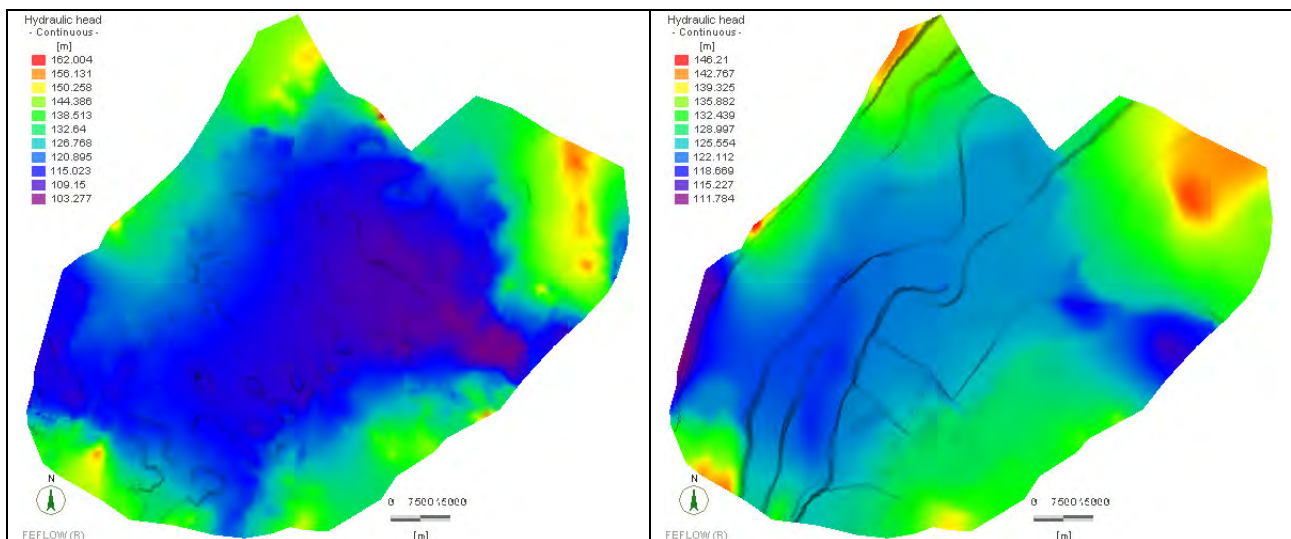 Hydraulic head
- Continuous -
[m]
162.004
156.131
150.258
144.386
138.513
132.64
126.768
120.895
115.023
109.15
103.277
N
0 7500 15000
[m]
FEFLOW (R)
Hydraulic head
- Continuous -
[m]
146.21
142.767
139.325
135.882
132.439
128.997
125.554
122.112
118.669
115.227
111.784
N
0 7500 15000
[m]
FEFLOW (R)